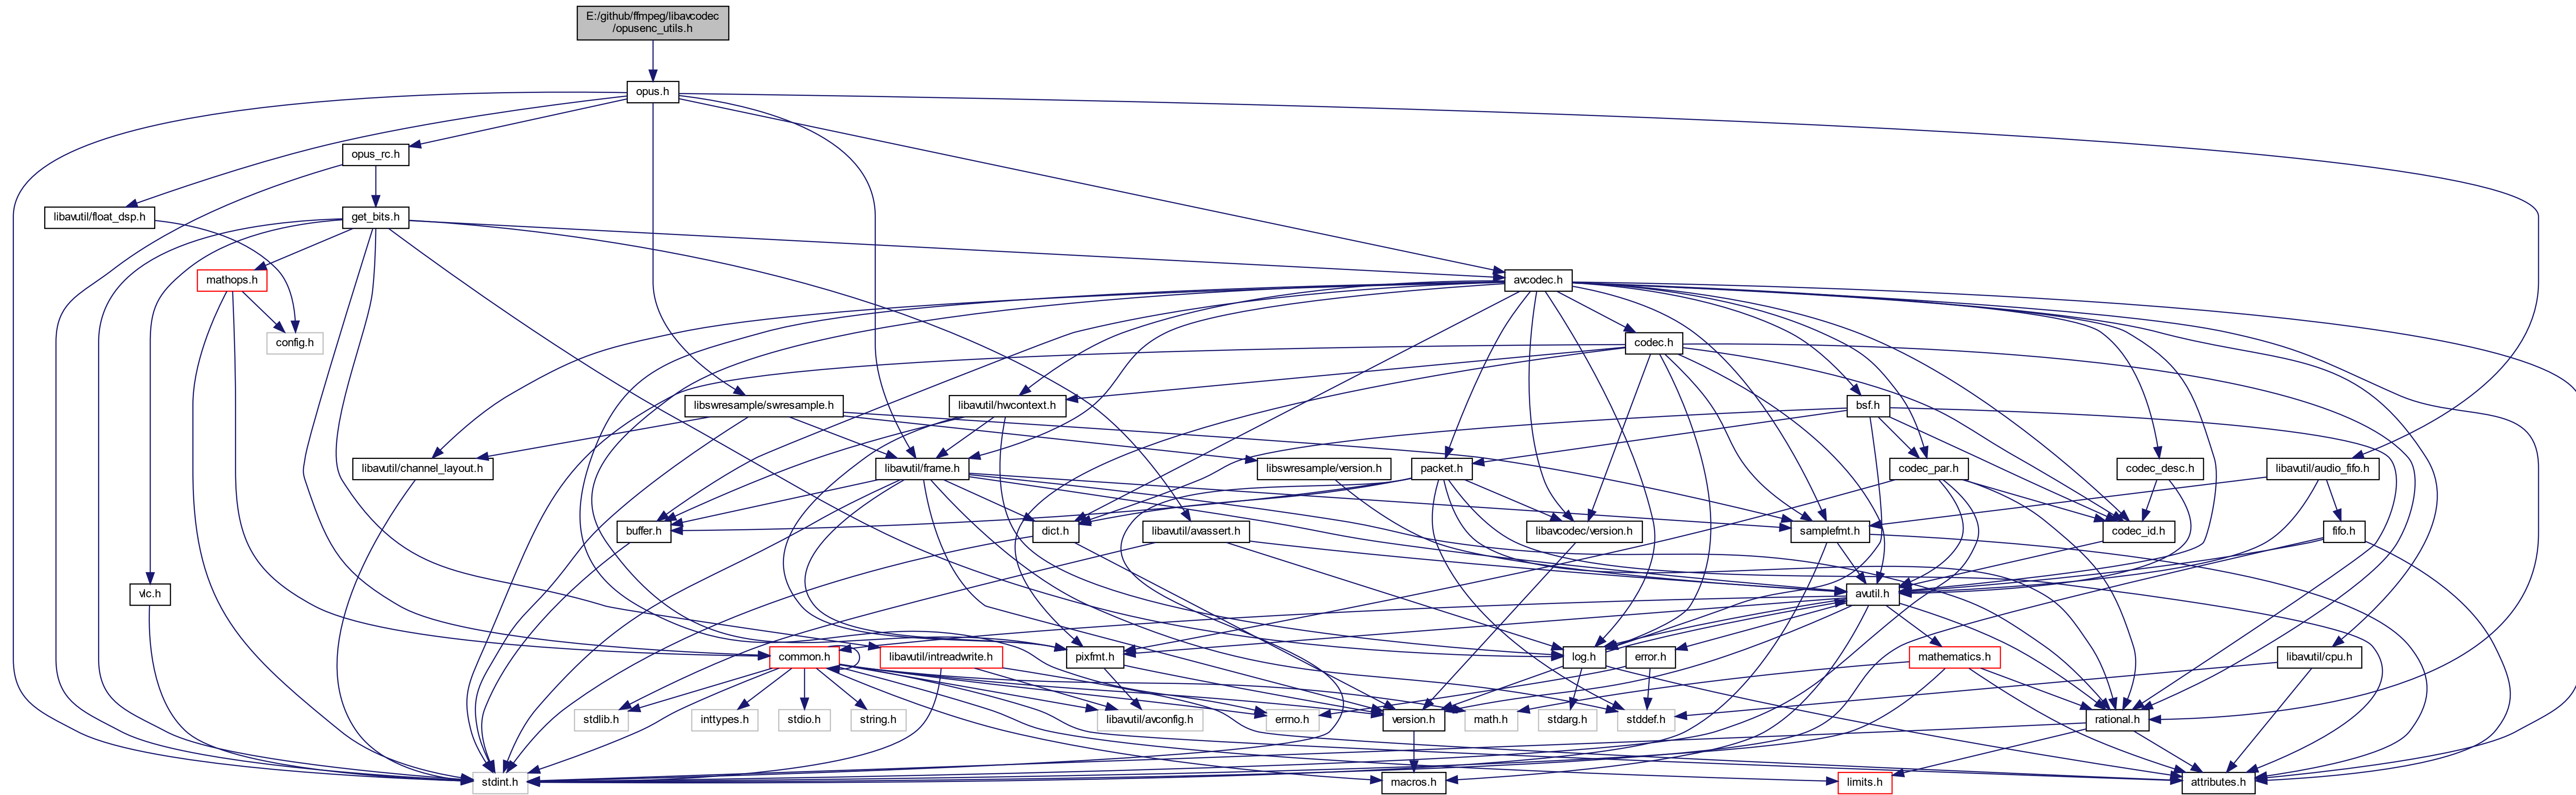 E:/github/ffmpeg/libavcodec
/opusenc_utils.h
opus.h
opus_rc.h
libavutil/float_dsp.h
get_bits.h
mathops.h
avcodec.h
config.h
codec.h
libswresample/swresample.h
libavutil/hwcontext.h
bsf.h
libavutil/channel_layout.h
libavutil/frame.h
libswresample/version.h
packet.h
codec_par.h
codec_desc.h
libavutil/audio_fifo.h
buffer.h
dict.h
libavutil/avassert.h
libavcodec/version.h
samplefmt.h
codec_id.h
fifo.h
vlc.h
avutil.h
common.h
libavutil/intreadwrite.h
pixfmt.h
log.h
error.h
mathematics.h
libavutil/cpu.h
stdlib.h
inttypes.h
stdio.h
string.h
libavutil/avconfig.h
errno.h
version.h
math.h
stdarg.h
stddef.h
rational.h
stdint.h
macros.h
limits.h
attributes.h